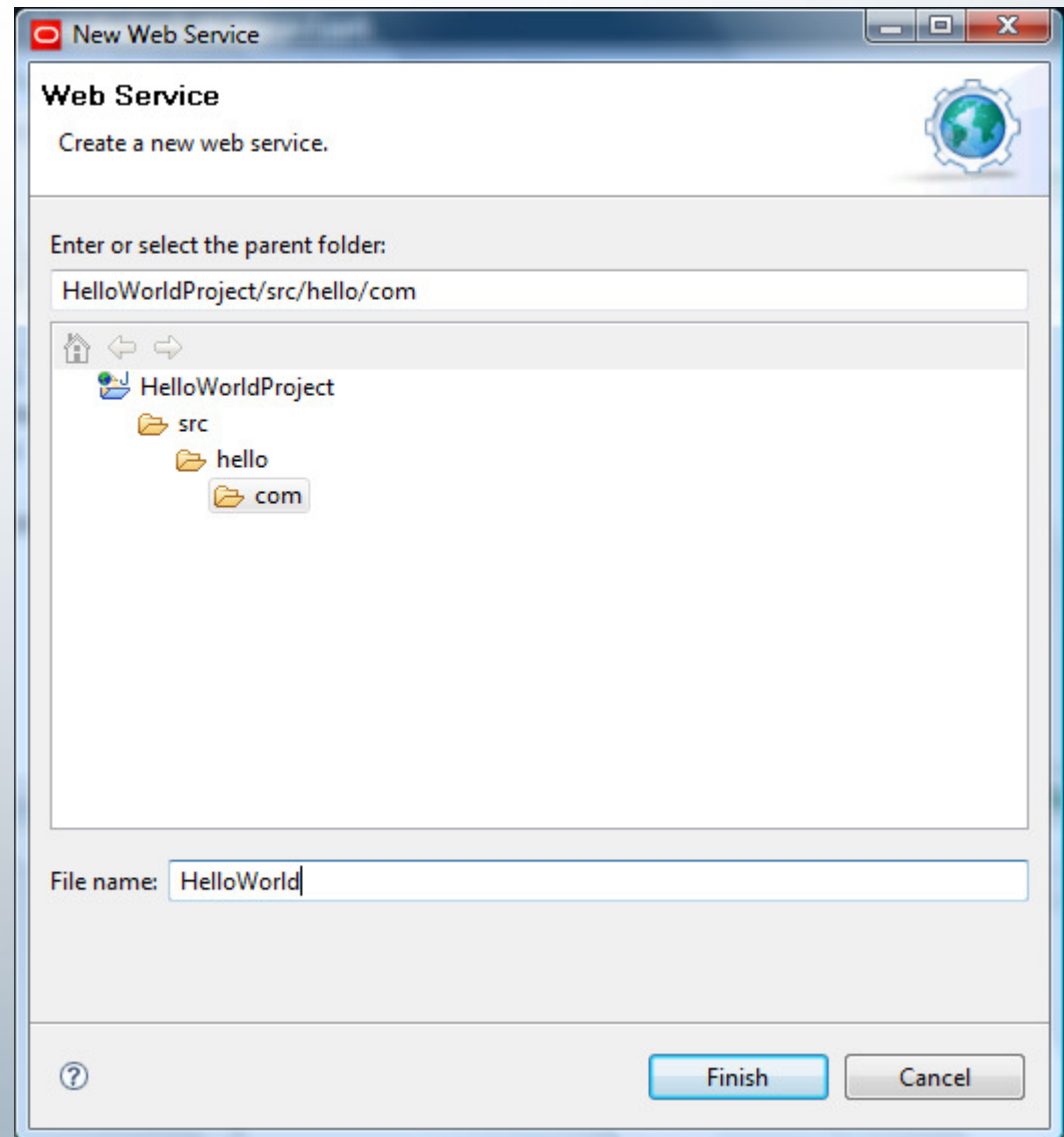 New Web Service
Web Service
Create a new web service.
Enter or select the parent folder:
HelloWorldProject/src/hello/com
HelloWorldProject
src
hello
com
File name: HelloWorld
Finish Cancel